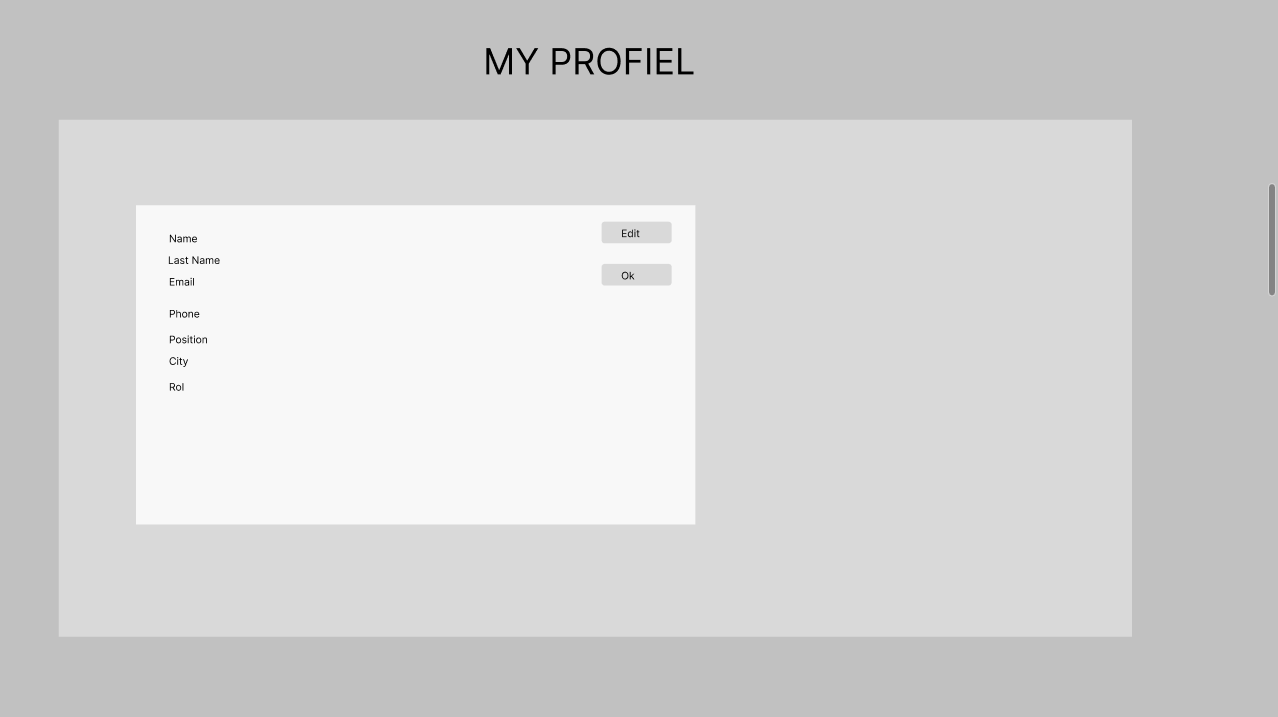 MY PROFIEL
Name
Edit
Last Name
Ok
Email
Phone
Position
City
Rol